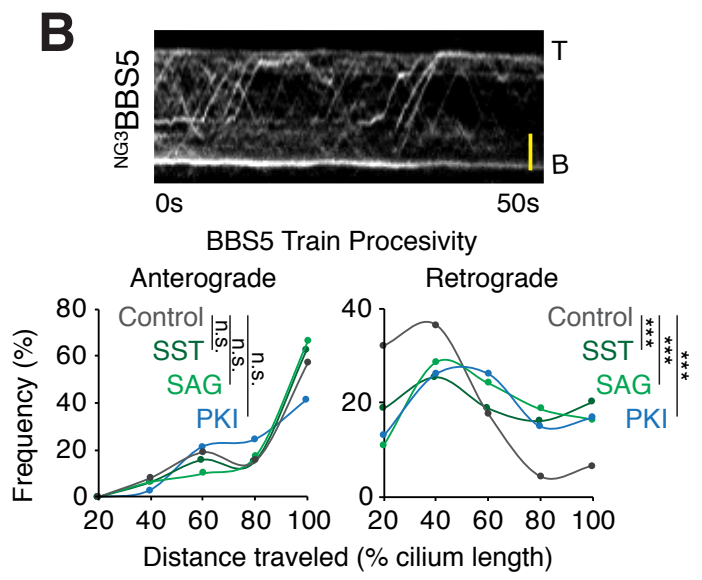 B
NG3BBS5
T
B
0s 50s
BBS5 Train Procesivity
Anterograde Retrograde
Frequency (%)
80
60
40
20
0
20 40 60 80 100
Control
SST
SAG
PKI
n.s.
n.s.
n.s.
40
20
0
20 40 60 80 100
Control
SST
SAG
PKI
***
***
***
Distance traveled (% cilium length)